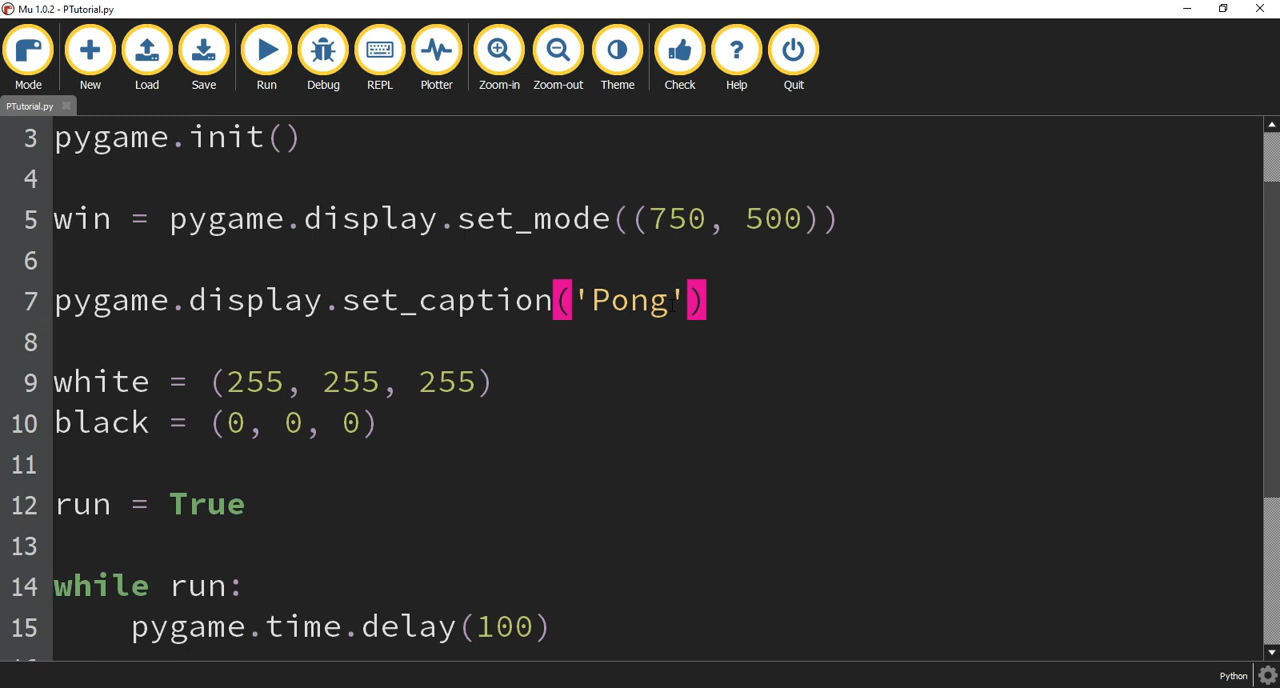 Mu 1.0.2 - PTutorial.py
Mode New Load Save Run Debug REPL Plotter Zoom-in Zoom-out Theme Check Help Quit
PTutorial.py
3 pygame.init()
4
5 win = pygame.display.set_mode((750, 500))
6
7 pygame.display.set_caption('Pong')
8
9 white = (255, 255, 255)
10 black = (0, 0, 0)
11
12 run = True
13
14 while run:
15 pygame.time.delay(100)
Python